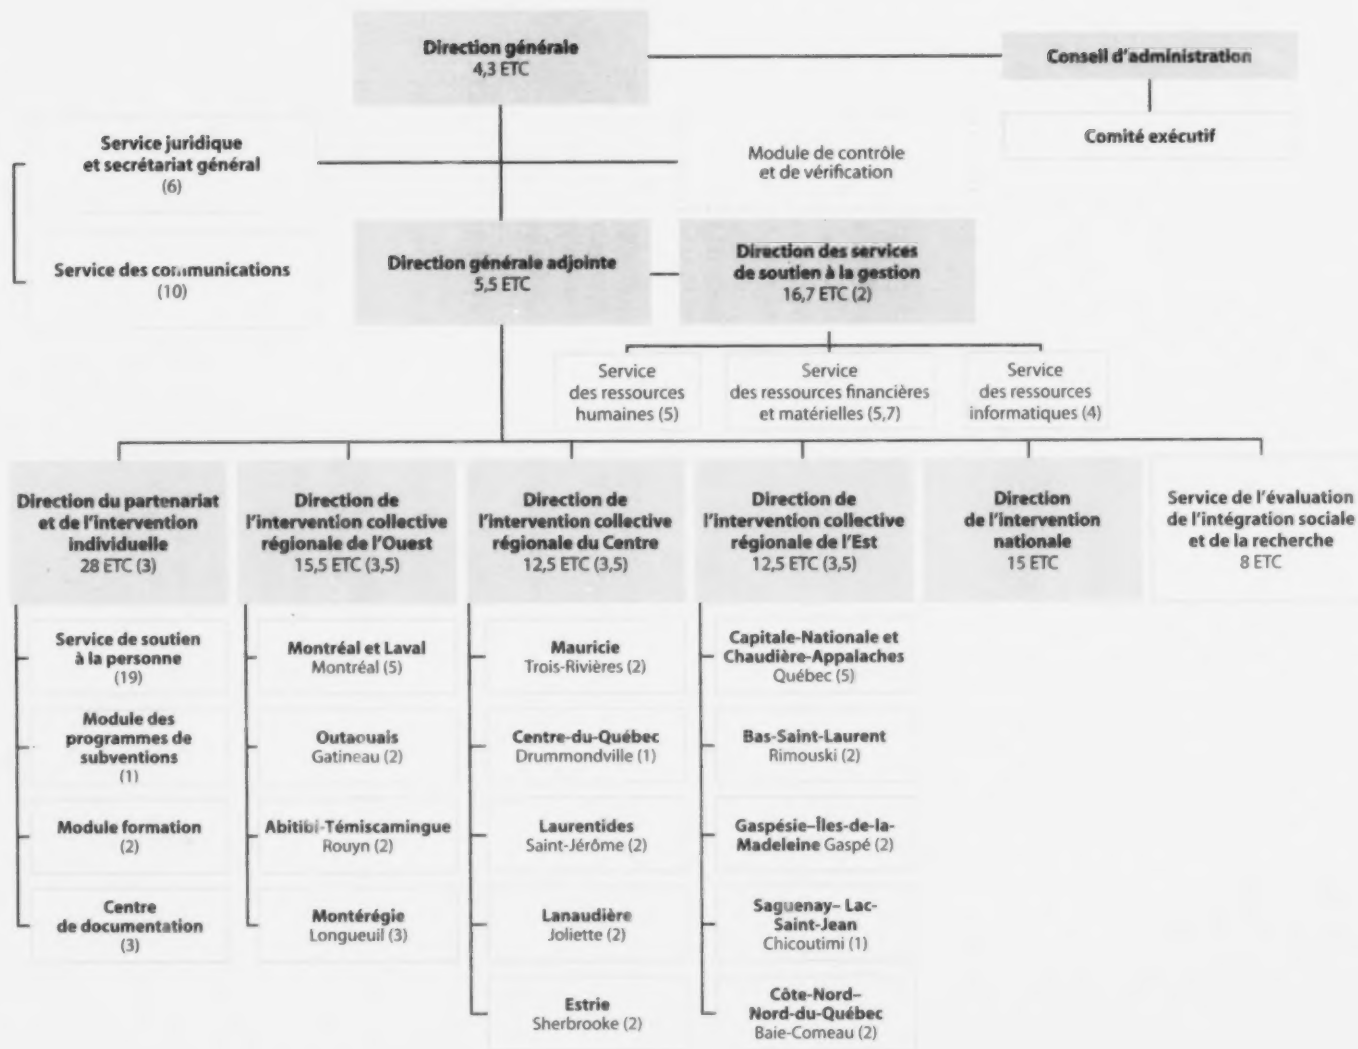 Direction générale
4,3 ETC
Conseil d'administration
Comité exécutif
Service juridique
et secrétariat général
(6)
Module de contrôle
et de vérification
Service des communications
(10)
Direction générale adjointe
5,5 ETC
Direction des services
de soutien à la gestion
16,7 ETC (2)
Service
des ressources
humaines (5)
Service
des ressources financières
et matérielles (5,7)
Service
des ressources
informatiques (4)
Direction du partenariat
et de l'intervention
individuelle
28 ETC (3)
Service de soutien
à la personne
(19)
Module des
programmes de
subventions
(1)
Module formation
(2)
Centre
de documentation
(3)
Direction de
l'intervention collective
régionale de l'Ouest
15,5 ETC (3,5)
Montréal et Laval
Montréal (5)
Outaouais
Gatineau (2)
Abitibi-Témiscamingue
Rouyn (2)
Montérégie
Longueuil (3)
Direction de
l'intervention collective
régionale du Centre
12,5 ETC (3,5)
Mauricie
Trois-Rivières (2)
Centre-du-Québec
Drummondville (1)
Laurentides
Saint-Jérôme (2)
Lanaudière
Joliette (2)
Estrie
Sherbrooke (2)
Direction de
l'intervention collective
régionale de l'Est
12,5 ETC (3,5)
Capitale-Nationale et
Chaudière-Appalaches
Québec (5)
Bas-Saint-Laurent
Rimouski (2)
Gaspésie–Îles-de-la-
Madeleine Gaspé (2)
Saguenay– Lac-
Saint-Jean
Chicoutimi (1)
Côte-Nord–
Nord-du-Québec
Baie-Comeau (2)
Direction
de l'intervention
nationale
15 ETC
Service de l'évaluation
de l'intégration sociale
et de la recherche
8 ETC